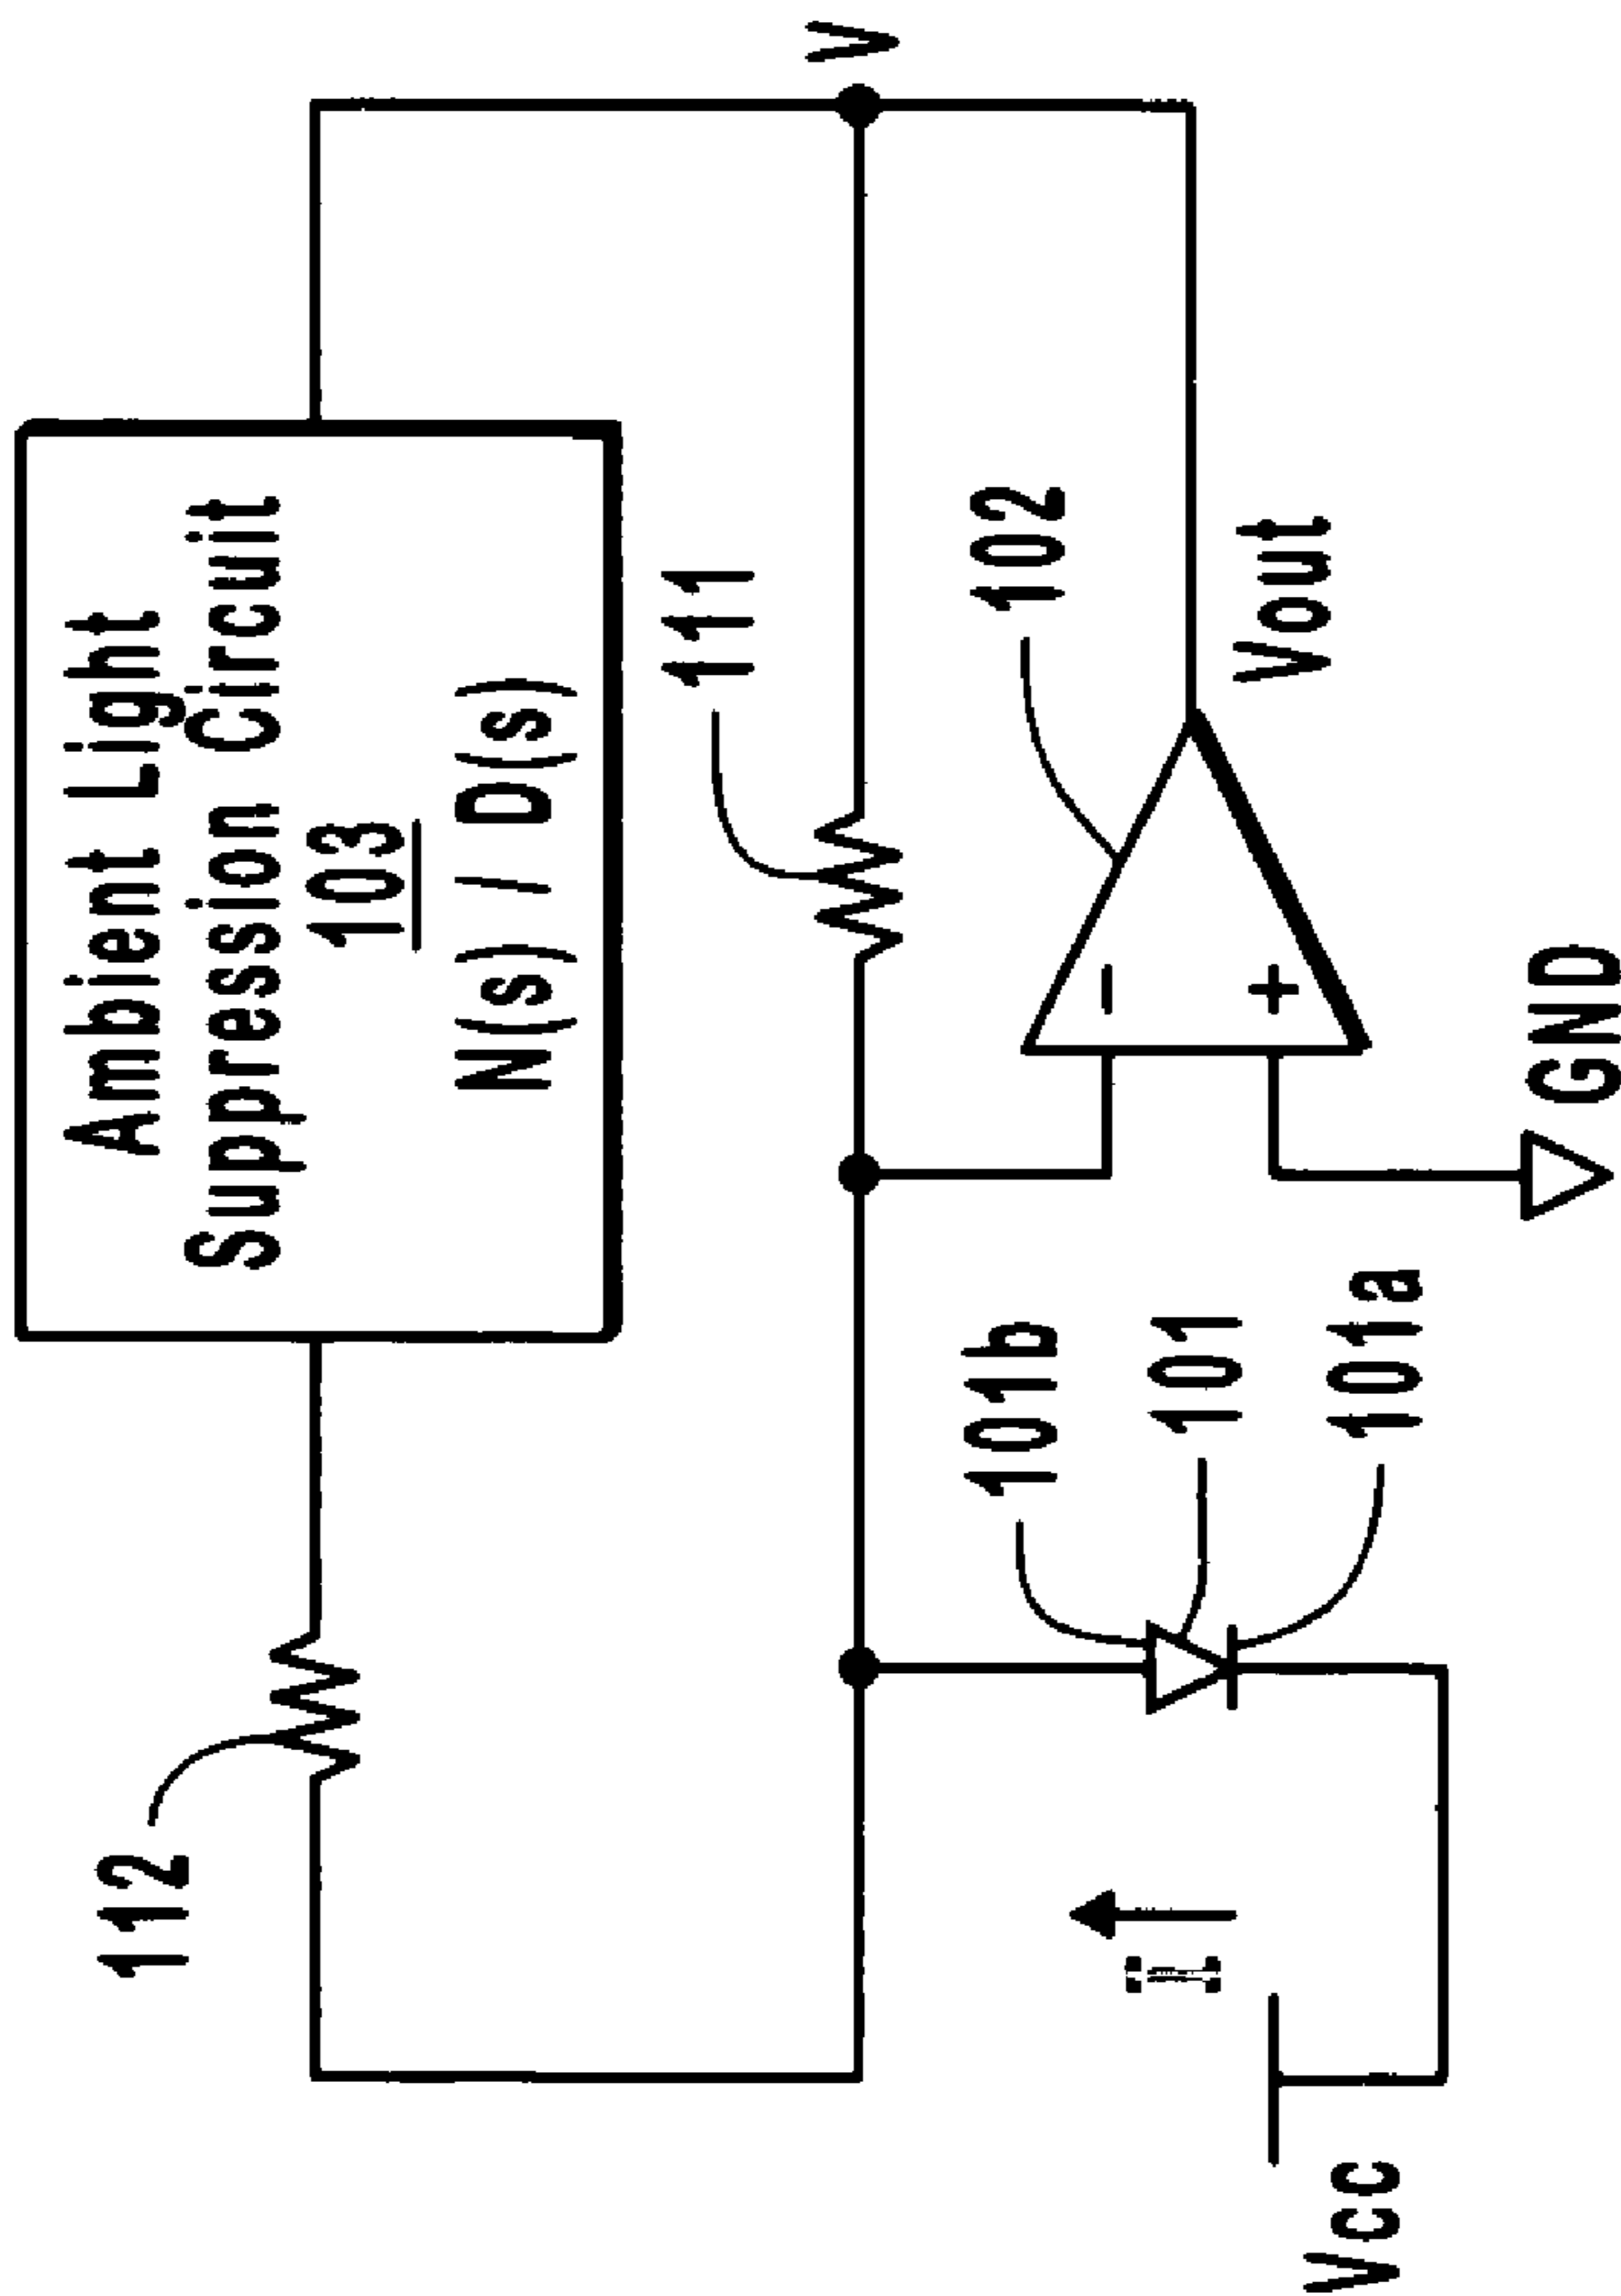 Ambient Light
Suppression Circuit
103
N(s) / D(s)
112
111
V
102
Vout
101b
101
101a
I
Vcc
GND
-
+